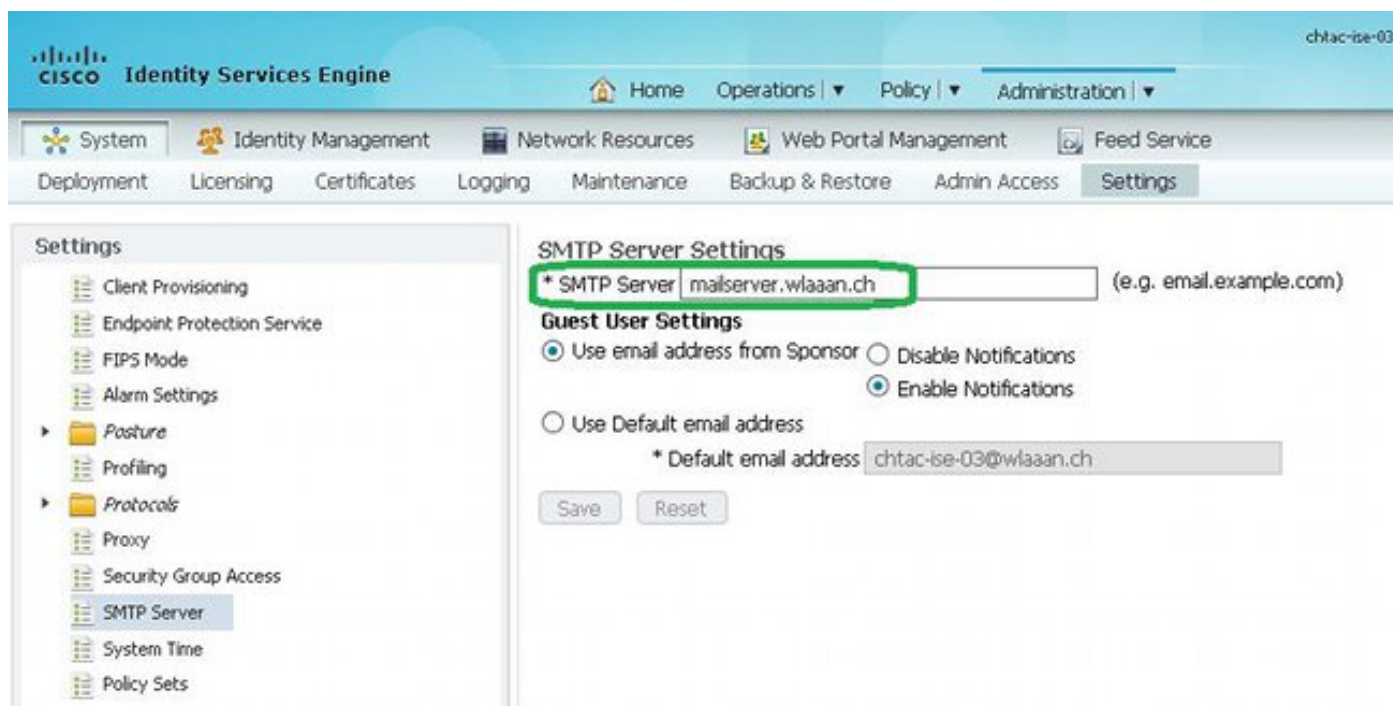 chtac-ise-03
CISCO Identity Services Engine
Home Operations | ▼ Policy | ▼ Administration | ▼
System Identity Management Network Resources Web Portal Management Feed Service
Deployment Licensing Certificates Logging Maintenance Backup & Restore Admin Access Settings
Settings
Client Provisioning
Endpoint Protection Service
FIPS Mode
Alarm Settings
Posture
Profiling
Protocols
Proxy
Security Group Access
SMTP Server
System Time
Policy Sets
SMTP Server Settings
* SMTP Server mailserver.wlaaan.ch (e.g. email.example.com)
Guest User Settings
Use email address from Sponsor Disable Notifications
Enable Notifications
Use Default email address
* Default email address chtac-ise-03@wlaaan.ch
Save Reset